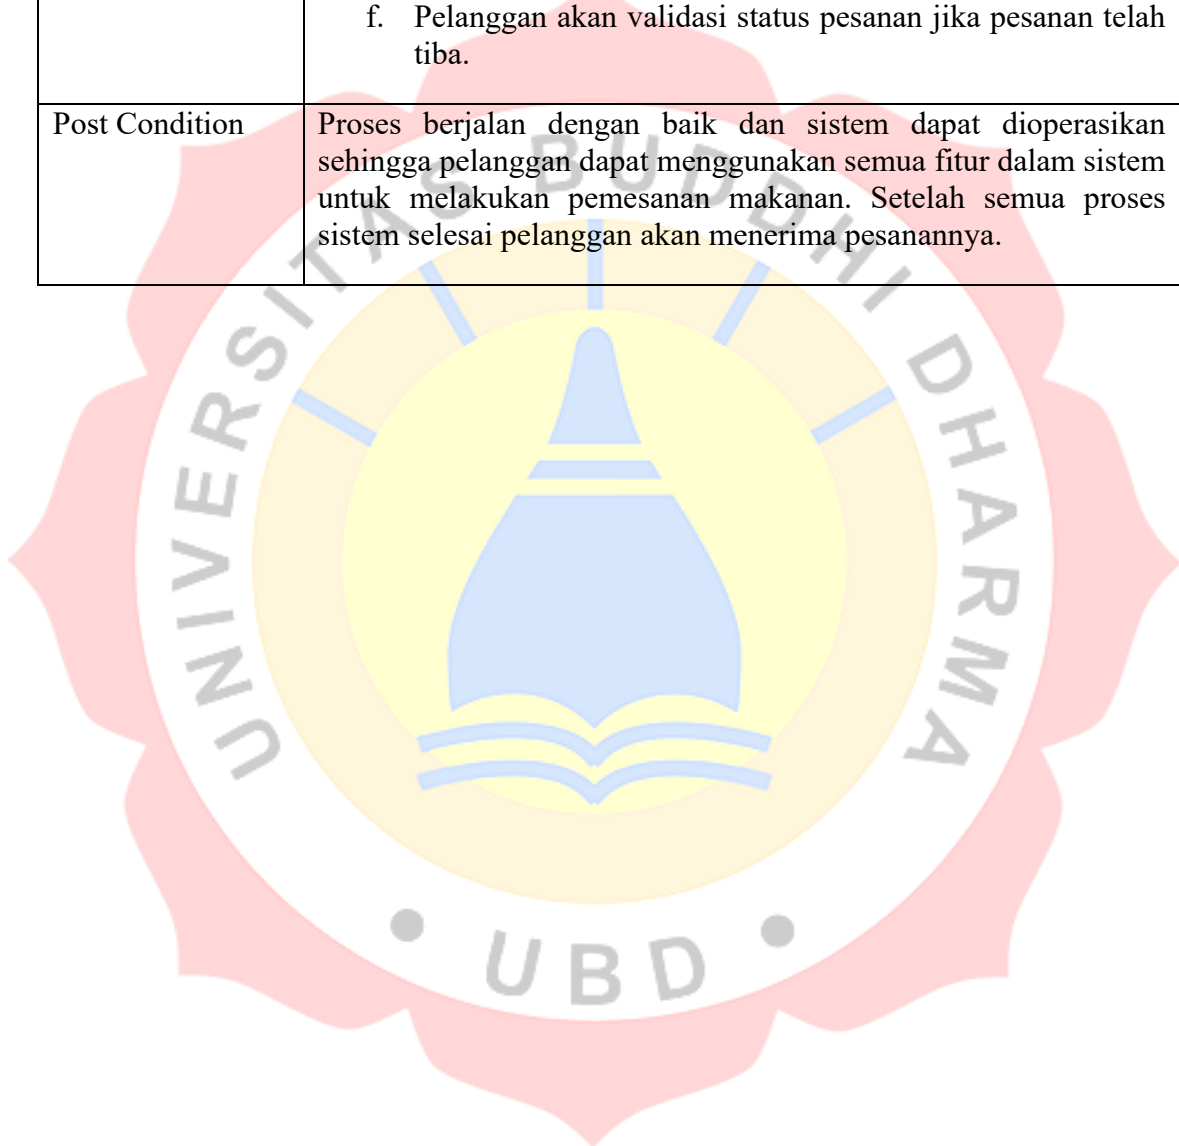 f. Pelanggan akan validasi status pesanan jika pesanan telah
tiba.
Post Condition
Proses berjalan dengan baik dan sistem dapat dioperasikan
sehingga pelanggan dapat menggunakan semua fitur dalam sistem
untuk melakukan pemesanan makanan. Setelah semua proses
sistem selesai pelanggan akan menerima pesanannya.
UNIVERSITAS BUDDHI DHARMA
UBD